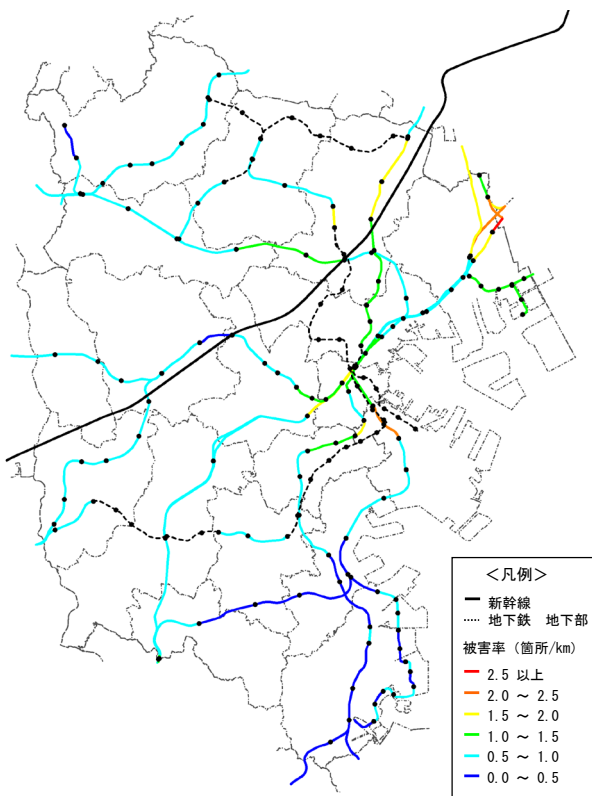 <凡例>
新幹線
地下鉄 地下部
被害率 (箇所/km)
2.5 以上
2.0 ~ 2.5
1.5 ~ 2.0
1.0 ~ 1.5
0.5 ~ 1.0
0.0 ~ 0.5